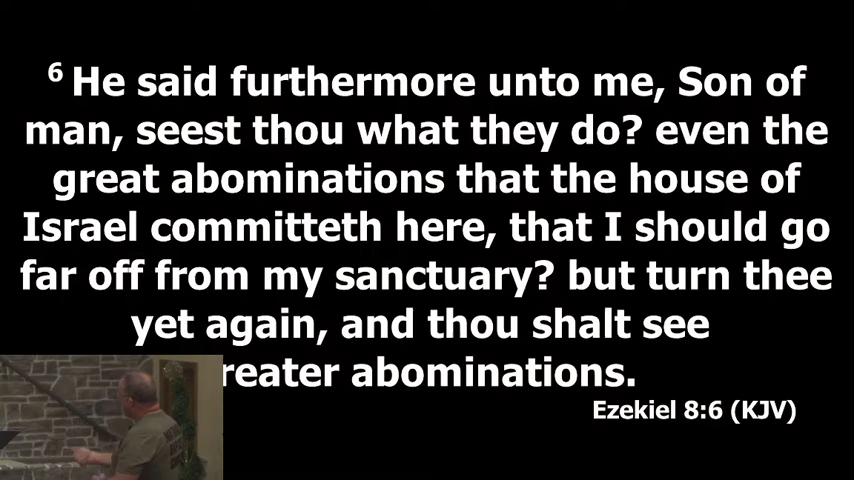 6 He said furthermore unto me, Son of
man, seest thou what they do? even the
great abominations that the house of
Israel committeth here, that I should go
far off from my sanctuary? but turn thee
yet again, and thou shalt see
reater abominations.
Ezekiel 8:6 (KJV)